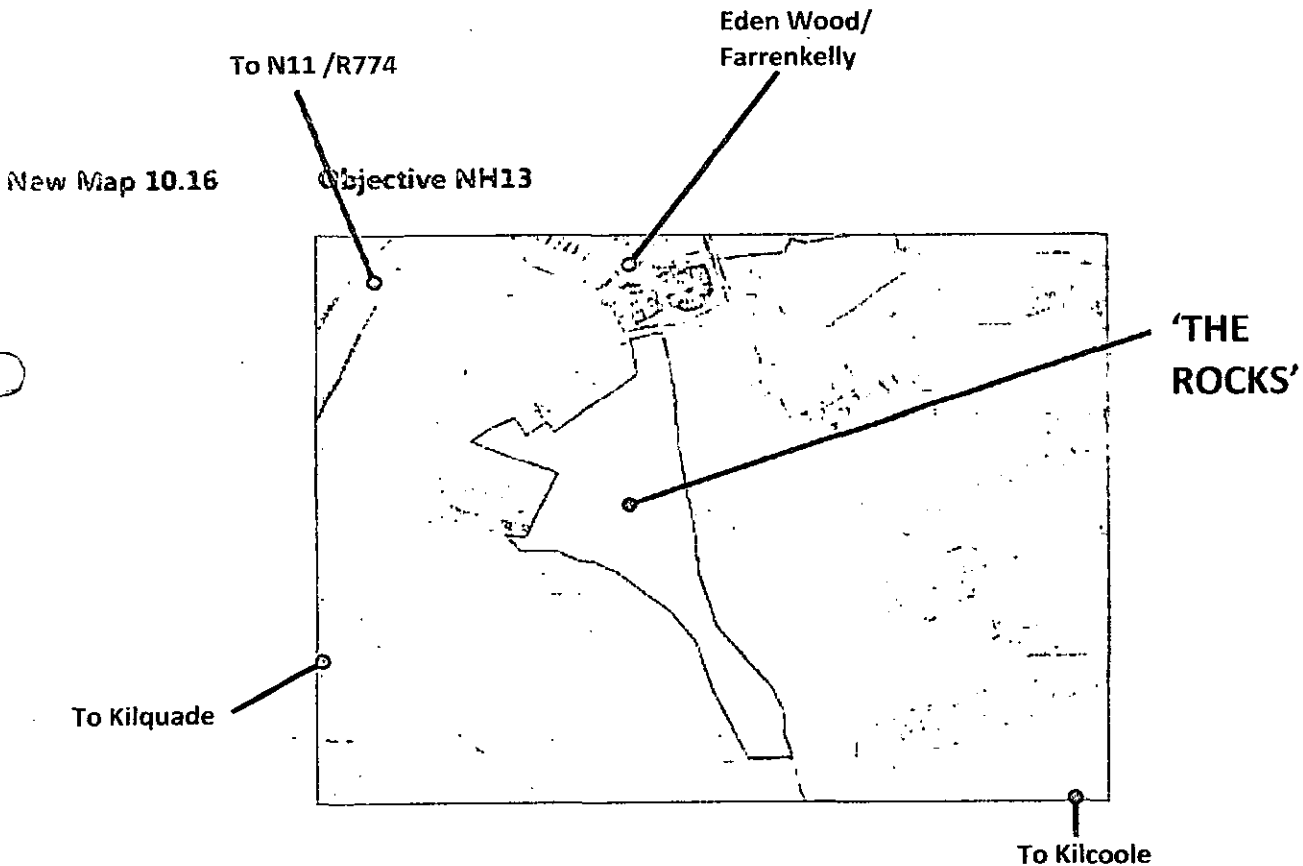 Eden Wood/
Farrenkelly
To N11 /R774
New Map 10.16 Objective NH13
‘THE
ROCKS’
To Kilquade
To Kilcoole